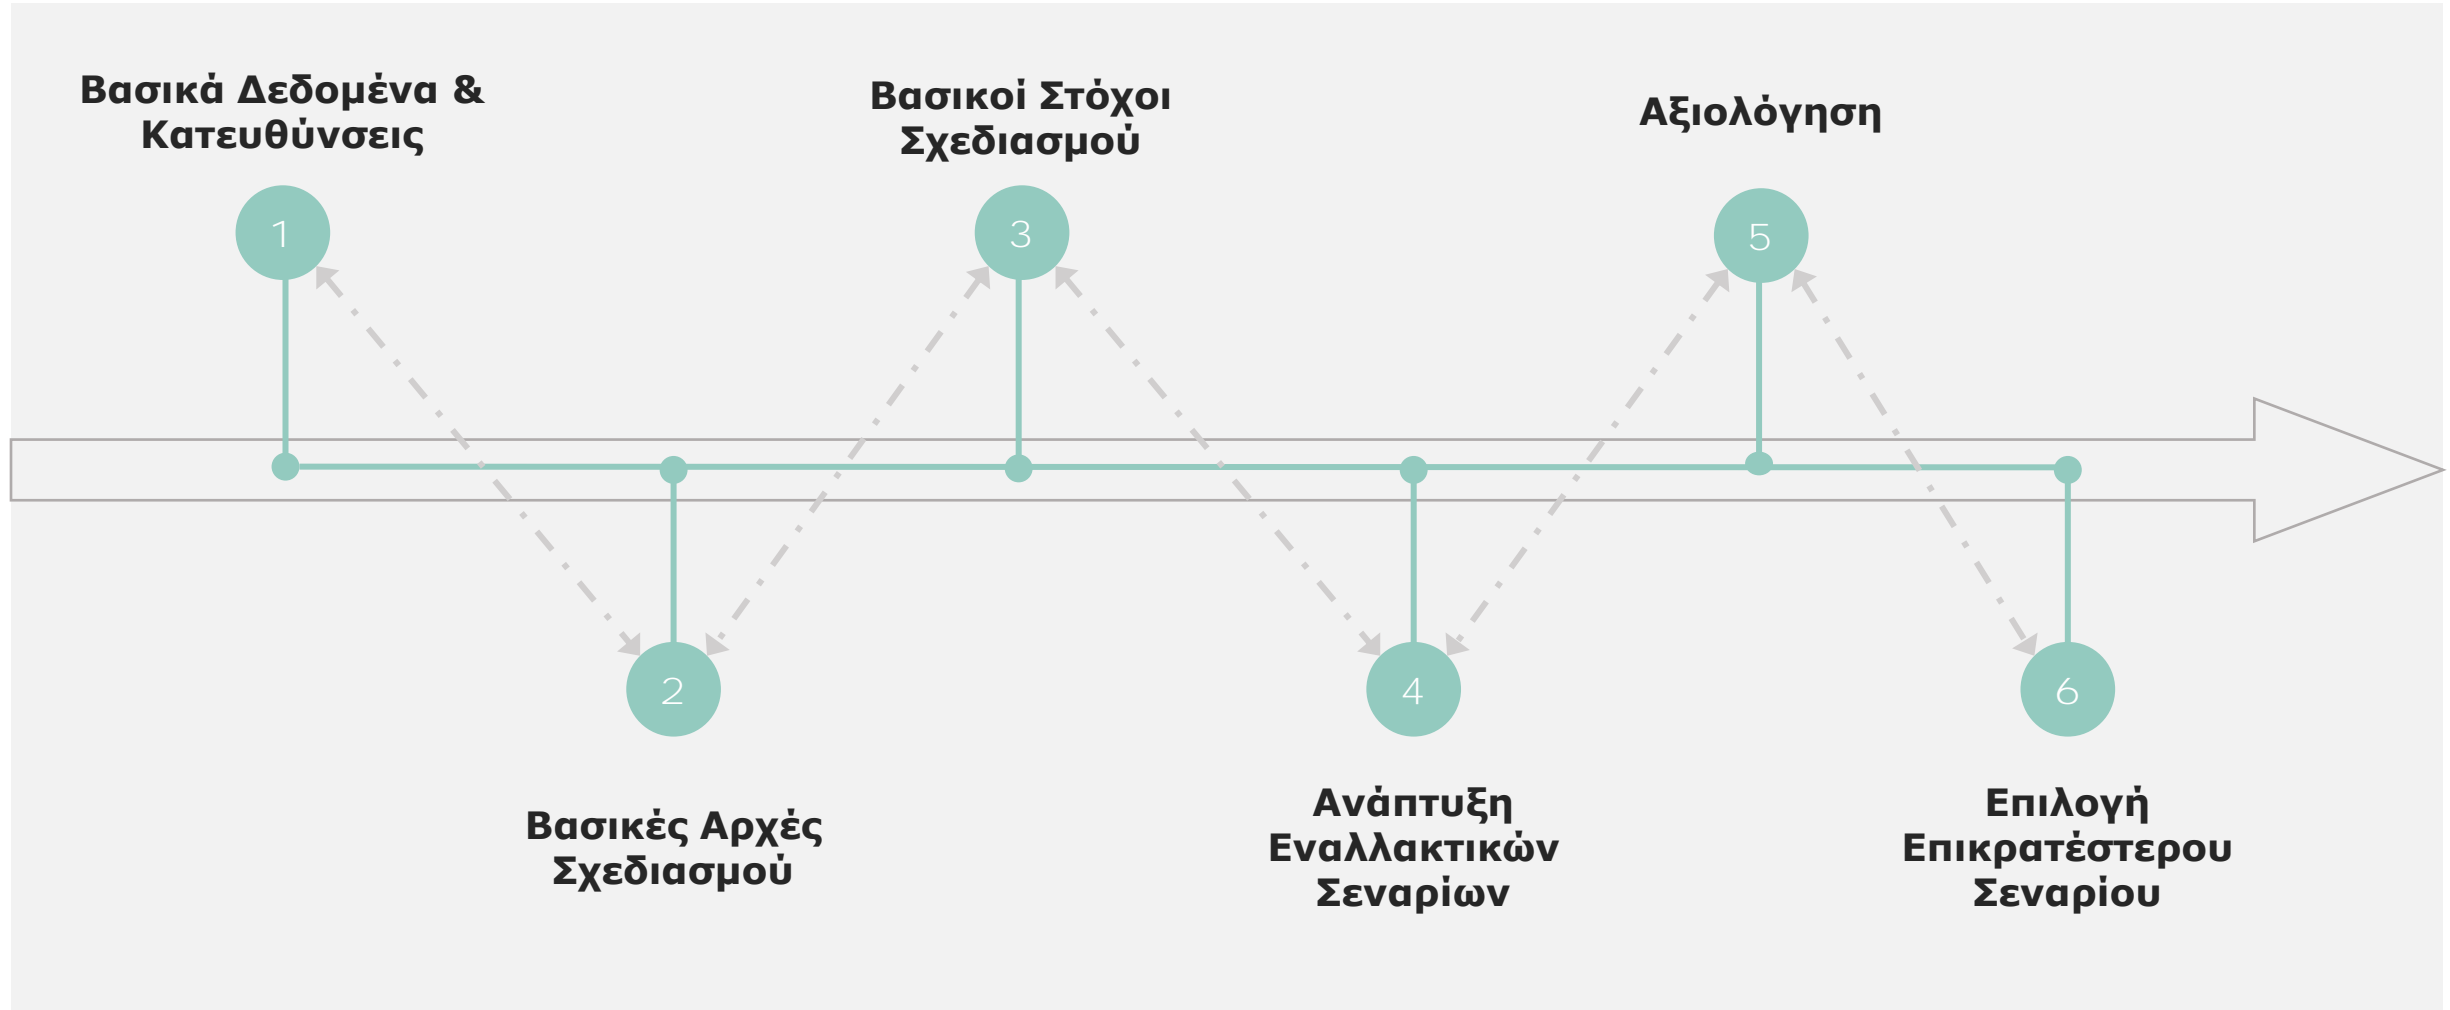 Βασικά Δεδομένα &
Κατευθύνσεις
1
Βασικές Αρχές
Σχεδιασμού
2
Βασικοί Στόχοι
Σχεδιασμού
3
Ανάπτυξη
Εναλλακτικών
Σεναρίων
4
Αξιολόγηση
5
Επιλογή
Επικρατέστερου
Σεναρίου
6